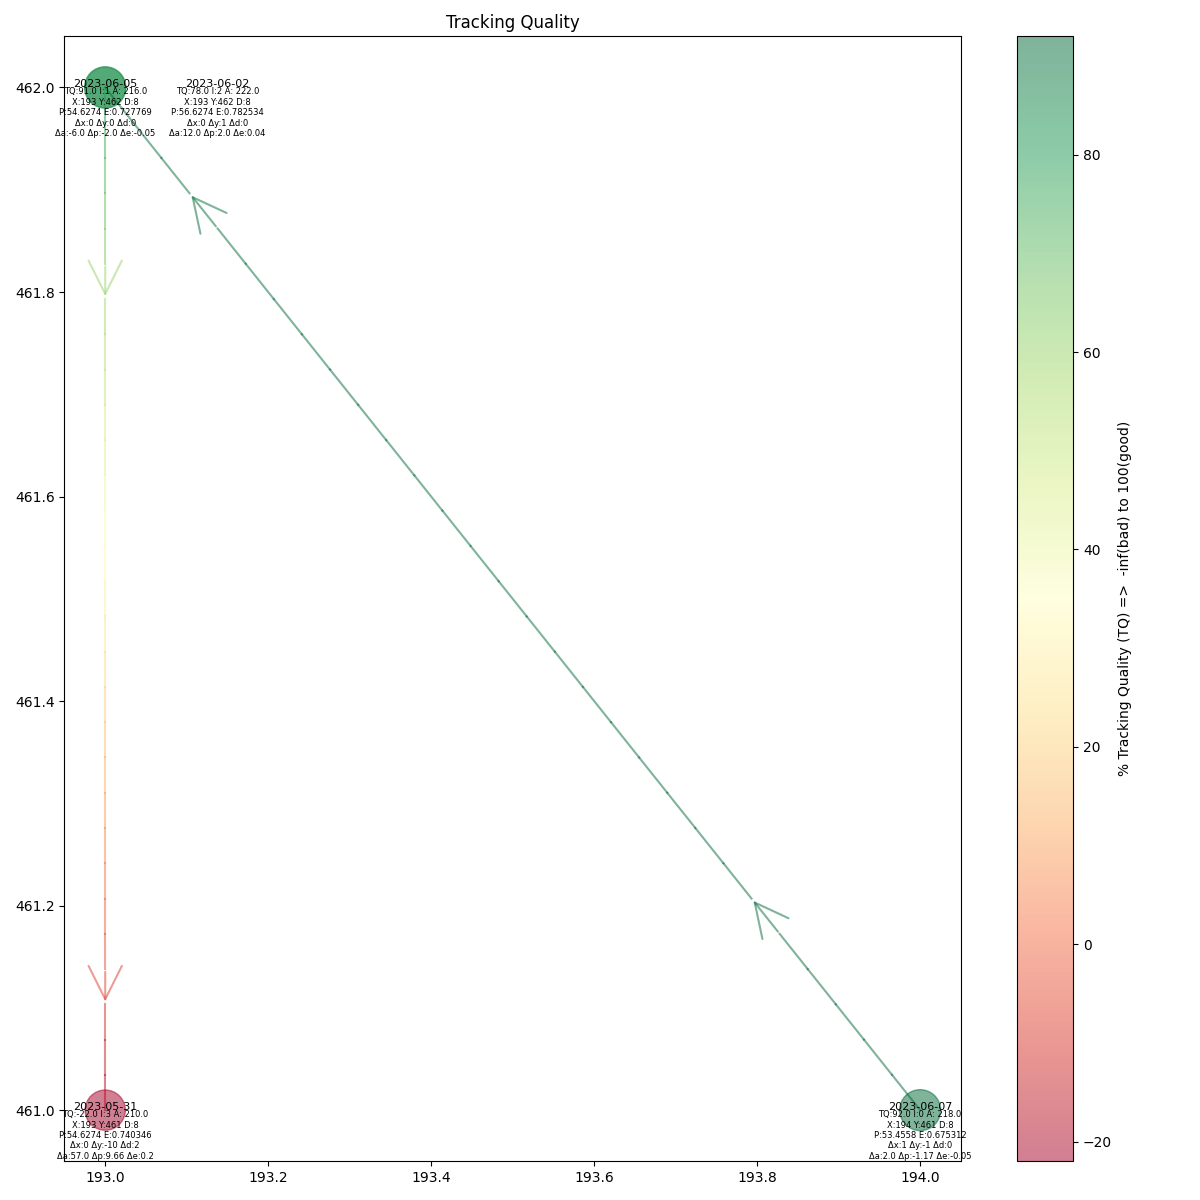 Tracking Quality
462.0
461.8
461.6
461.4
461.2
461.0
2023-06-05
TQ:91.0 I:1 A: 216.0
X:193 Y:462 D:8
P:54.6274 E:0.727769
Δx:0 Δy:0 Δd:0
Δa:-6.0 Δp:-2.0 Δe:-0.05
2023-06-02
TQ:78.0 I:2 A: 222.0
X:193 Y:462 D:8
P:56.6274 E:0.782534
Δx:0 Δy:1 Δd:0
Δa:12.0 Δp:2.0 Δe:0.04
2023-05-31
TQ:-22.0 I:3 A: 210.0
X:193 Y:461 D:8
P:54.6274 E:0.740346
Δx:0 Δy:-10 Δd:2
Δa:57.0 Δp:9.66 Δe:0.2
2023-06-07
TQ:92.0 I:0 A: 218.0
X:194 Y:461 D:8
P:53.4558 E:0.675312
Δx:1 Δy:-1 Δd:0
Δa:2.0 Δp:-1.17 Δe:-0.05
193.0
193.2
193.4
193.6
193.8
194.0
80
60
40
20
0
−20
% Tracking Quality (TQ) => -inf(bad) to 100(good)